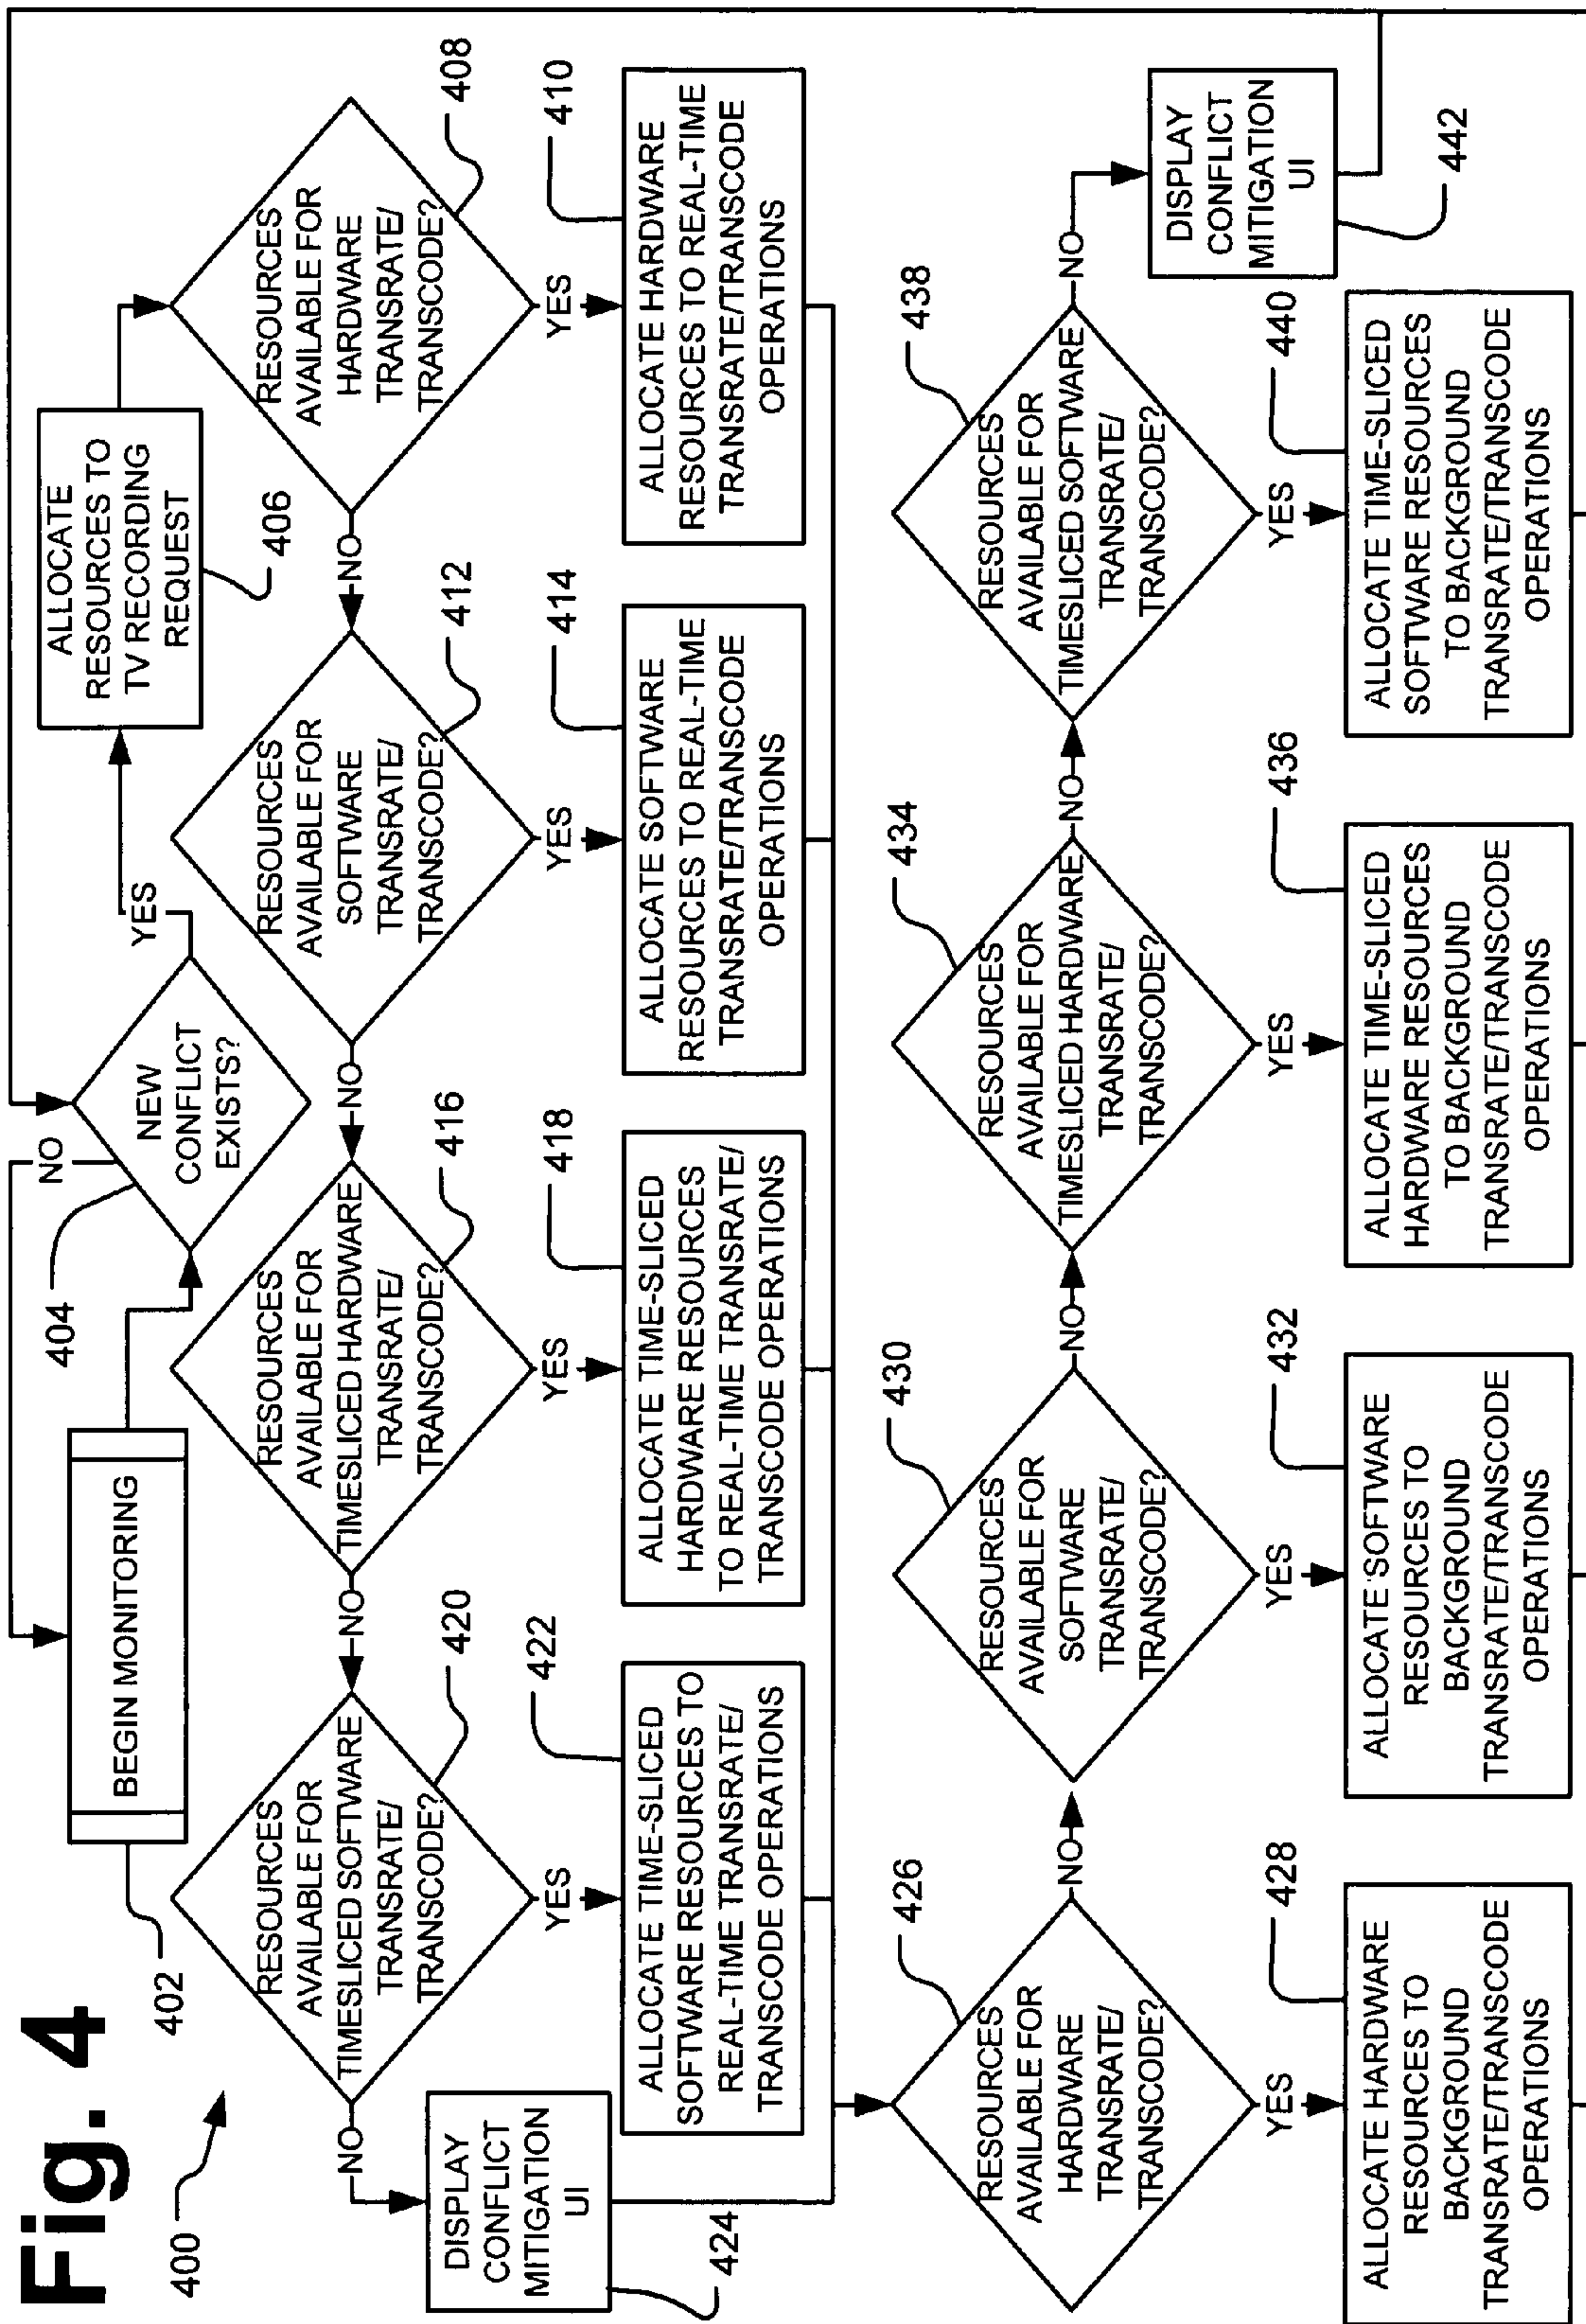 Fig. 4
400
402
BEGIN MONITORING
404
NO
NEW
CONFLICT
EXISTS?
YES
ALLOCATE
RESOURCES TO
TV RECORDING
REQUEST
406
RESOURCES
AVAILABLE FOR
HARDWARE
TRANSRATE/
TRANSCODE?
408
YES
ALLOCATE HARDWARE
RESOURCES TO REAL-TIME
TRANSRATE/TRANSCODE
OPERATIONS
410
NO
RESOURCES
AVAILABLE FOR
SOFTWARE
TRANSRATE/
TRANSCODE?
412
YES
ALLOCATE SOFTWARE
RESOURCES TO REAL-TIME
TRANSRATE/TRANSCODE
OPERATIONS
414
NO
RESOURCES
AVAILABLE FOR
TIMESLICED HARDWARE
TRANSRATE/
TRANSCODE?
416
YES
ALLOCATE TIME-SLICED
HARDWARE RESOURCES
TO REAL-TIME TRANSRATE/
TRANSCODE OPERATIONS
418
NO
RESOURCES
AVAILABLE FOR
TIMESLICED SOFTWARE
TRANSRATE/
TRANSCODE?
420
YES
ALLOCATE TIME-SLICED
SOFTWARE RESOURCES TO
REAL-TIME TRANSRATE/
TRANSCODE OPERATIONS
422
NO
DISPLAY
CONFLICT
MITIGATION
UI
424
RESOURCES
AVAILABLE FOR
HARDWARE
TRANSRATE/
TRANSCODE?
426
YES
ALLOCATE HARDWARE
RESOURCES TO
BACKGROUND
TRANSRATE/TRANSCODE
OPERATIONS
428
NO
RESOURCES
AVAILABLE FOR
SOFTWARE
TRANSRATE/
TRANSCODE?
430
YES
ALLOCATE SOFTWARE
RESOURCES TO
BACKGROUND
TRANSRATE/TRANSCODE
OPERATIONS
432
NO
RESOURCES
AVAILABLE FOR
TIMESLICED HARDWARE
TRANSRATE/
TRANSCODE?
434
YES
ALLOCATE TIME-SLICED
HARDWARE RESOURCES
TO BACKGROUND
TRANSRATE/TRANSCODE
OPERATIONS
436
NO
RESOURCES
AVAILABLE FOR
TIMESLICED SOFTWARE
TRANSRATE/
TRANSCODE?
438
YES
ALLOCATE TIME-SLICED
SOFTWARE RESOURCES
TO BACKGROUND
TRANSRATE/TRANSCODE
OPERATIONS
440
NO
DISPLAY
CONFLICT
MITIGATION
UI
442